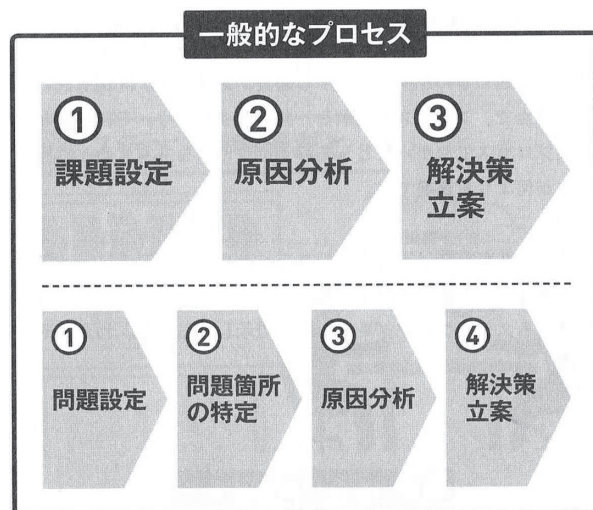 一般的なプロセス
①
課題設定
②
原因分析
③
解決策
立案
①
問題設定
②
問題箇所
の特定
③
原因分析
④
解決策
立案